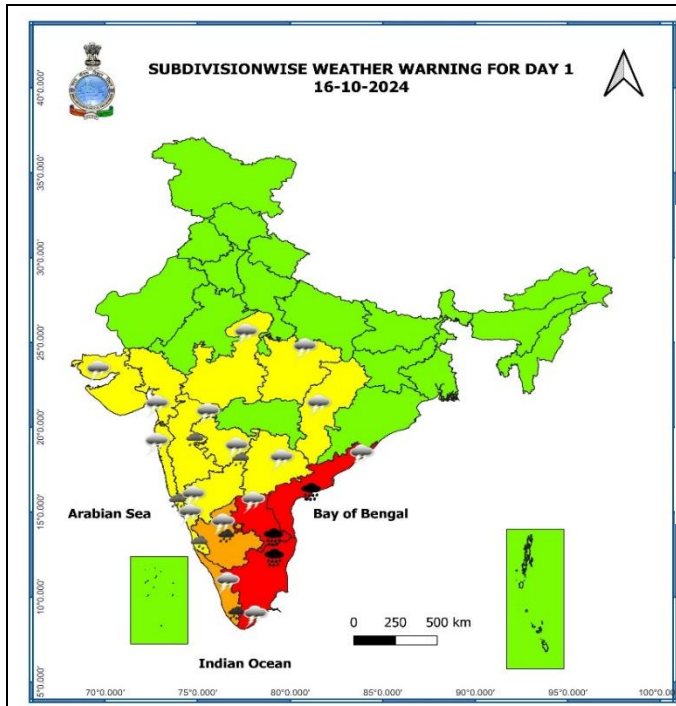 SUBDIVISIONWISE WEATHER WARNING FOR DAY 1
16-10-2024
40°0.000'
35°0.000'
30°0.000'
25°0.000'
20°0.000'
15°0.000'
10°0.000'
5°0.000'
Arabian Sea
Bay of Bengal
0 250 500 km
Indian Ocean
70°0.000' 75°0.000' 80°0.000' 85°0.000' 90°0.000' 95°0.000' 100°0.0